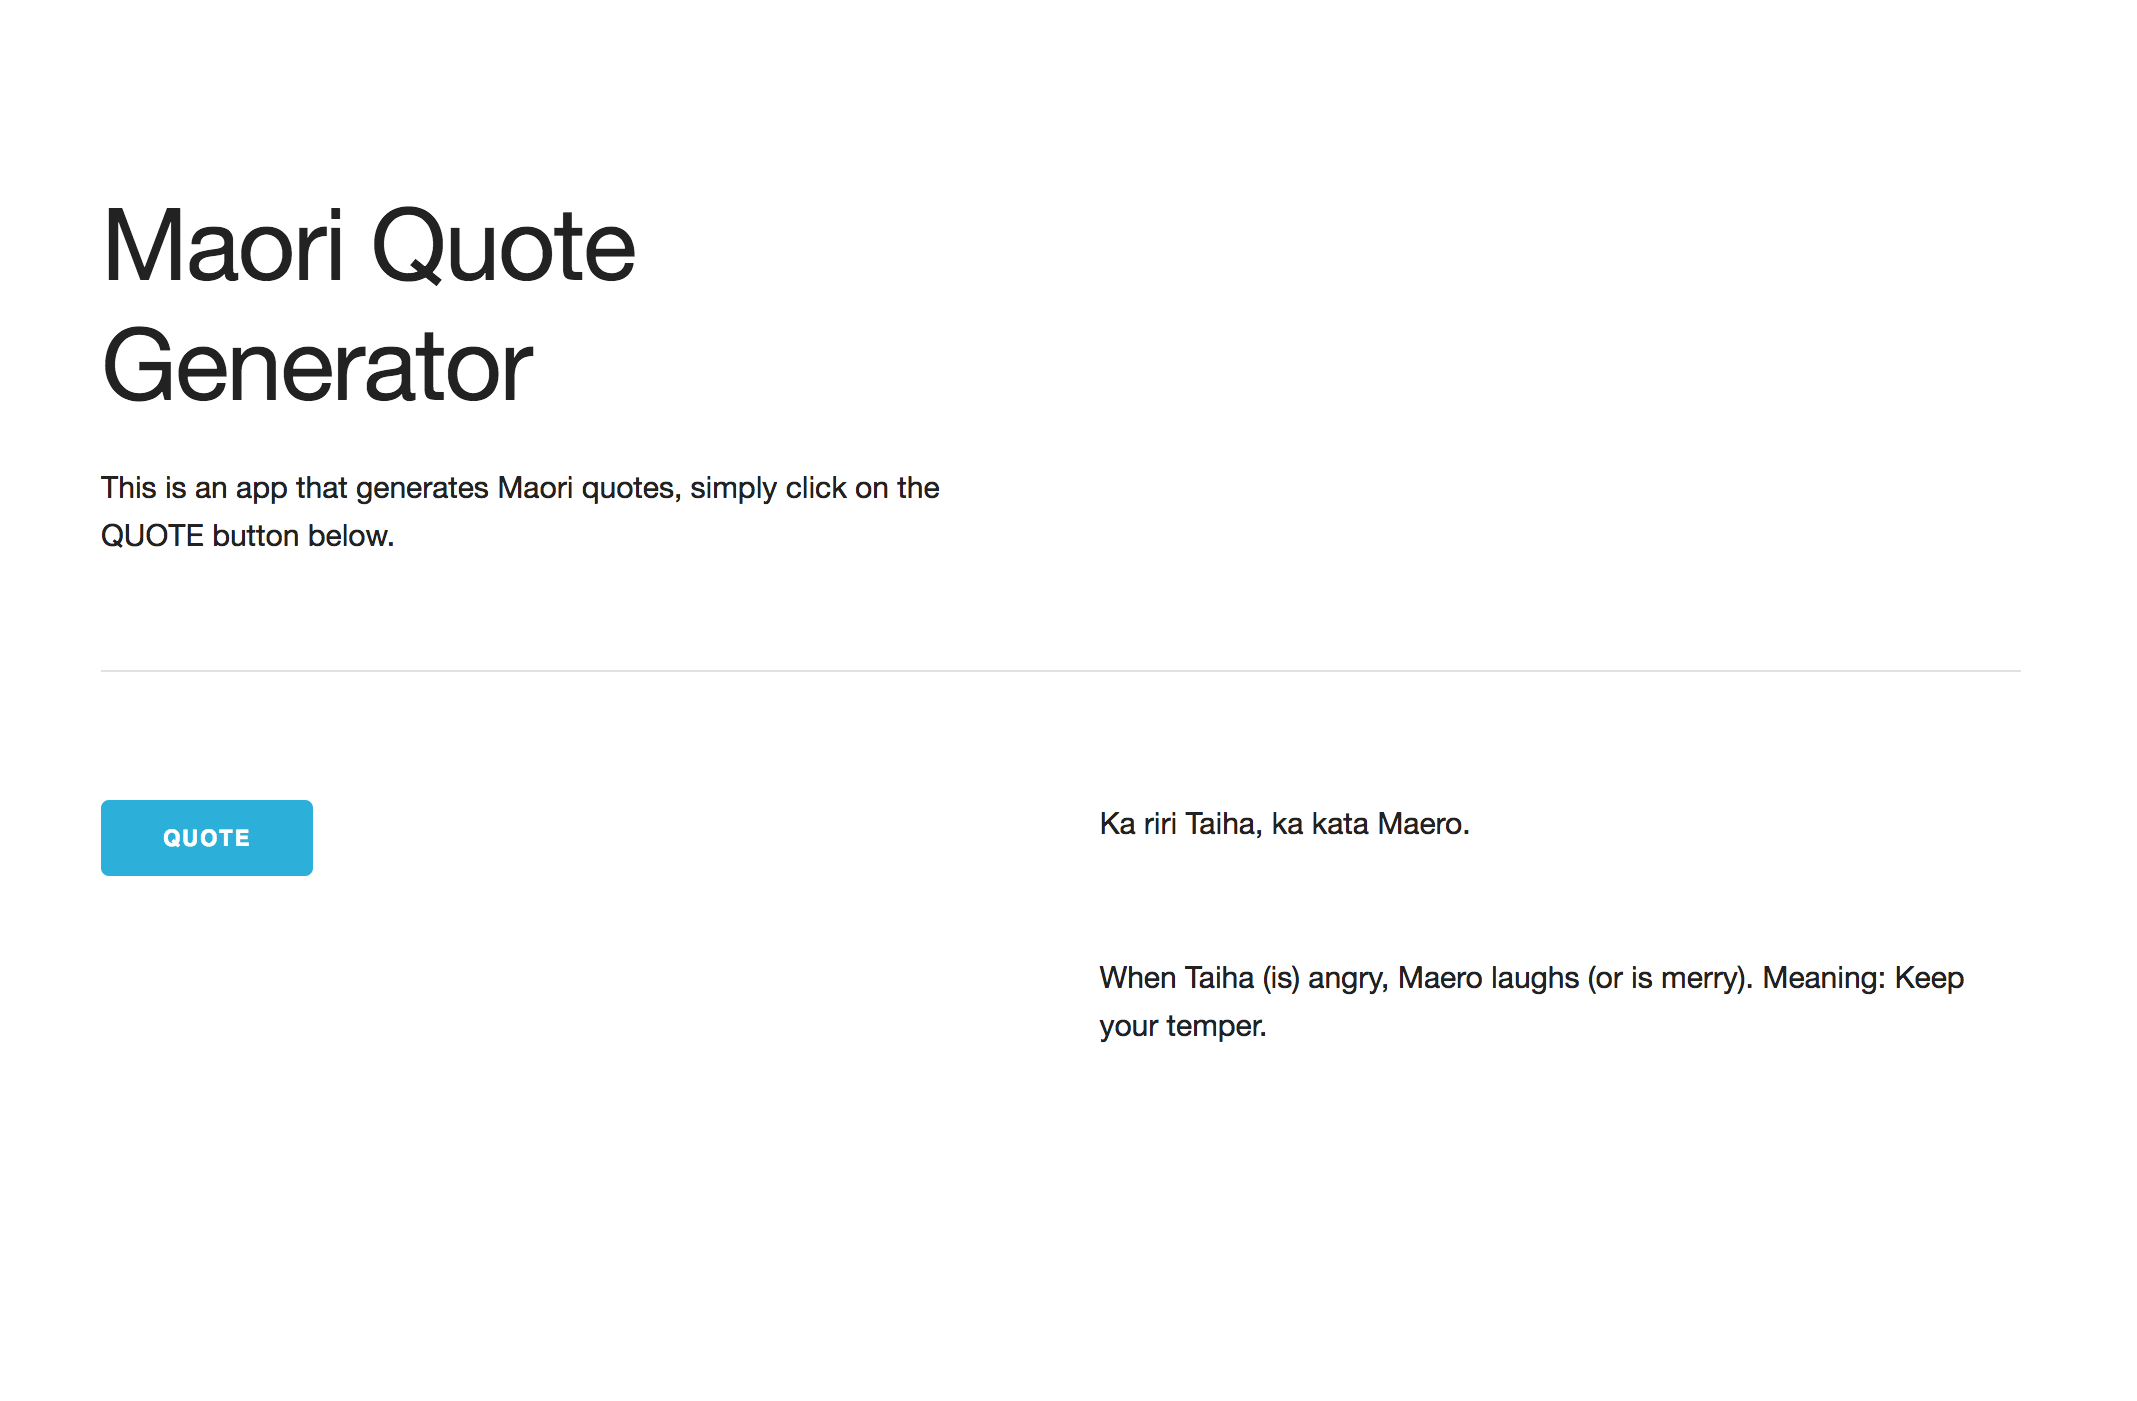 Maori Quote
Generator
This is an app that generates Maori quotes, simply click on the
QUOTE button below.
QUOTE
Ka riri Taiha, ka kata Maero.
When Taiha (is) angry, Maero laughs (or is merry). Meaning: Keep
your temper.